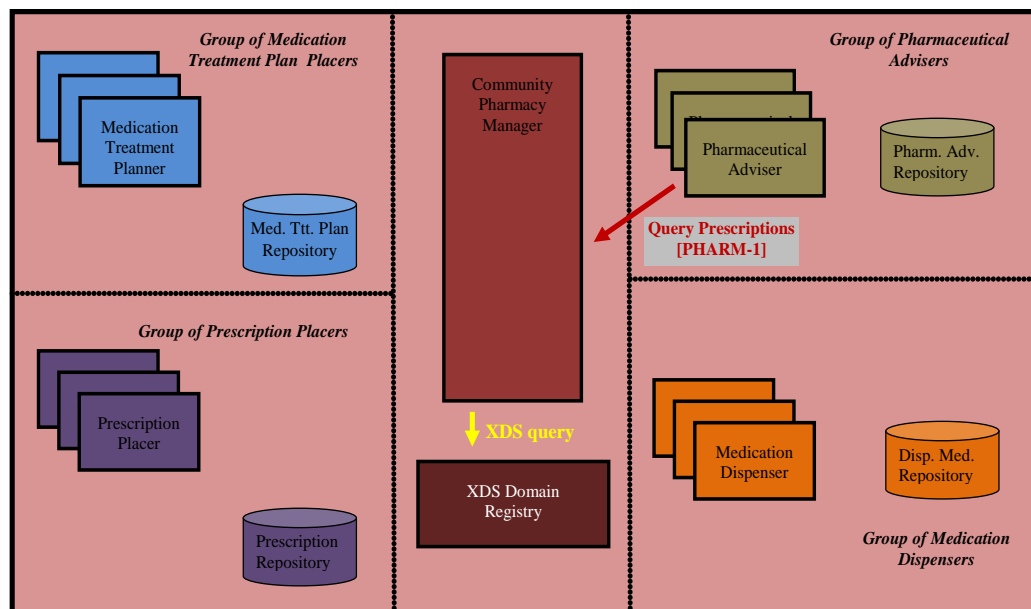 Group of Medication
Treatment Plan Placers
Medication
Treatment
Planner
Med. Ttt. Plan
Repository
Community
Pharmacy
Manager
Group of Pharmaceutical
Advisers
Pharmaceutical
Adviser
Pharm. Adv.
Repository
Query Prescriptions
[PHARM-1]
Group of Prescription Placers
Prescription
Placer
Prescription
Repository
XDS query
XDS Domain
Registry
Medication
Dispenser
Disp. Med.
Repository
Group of Medication
Dispensers